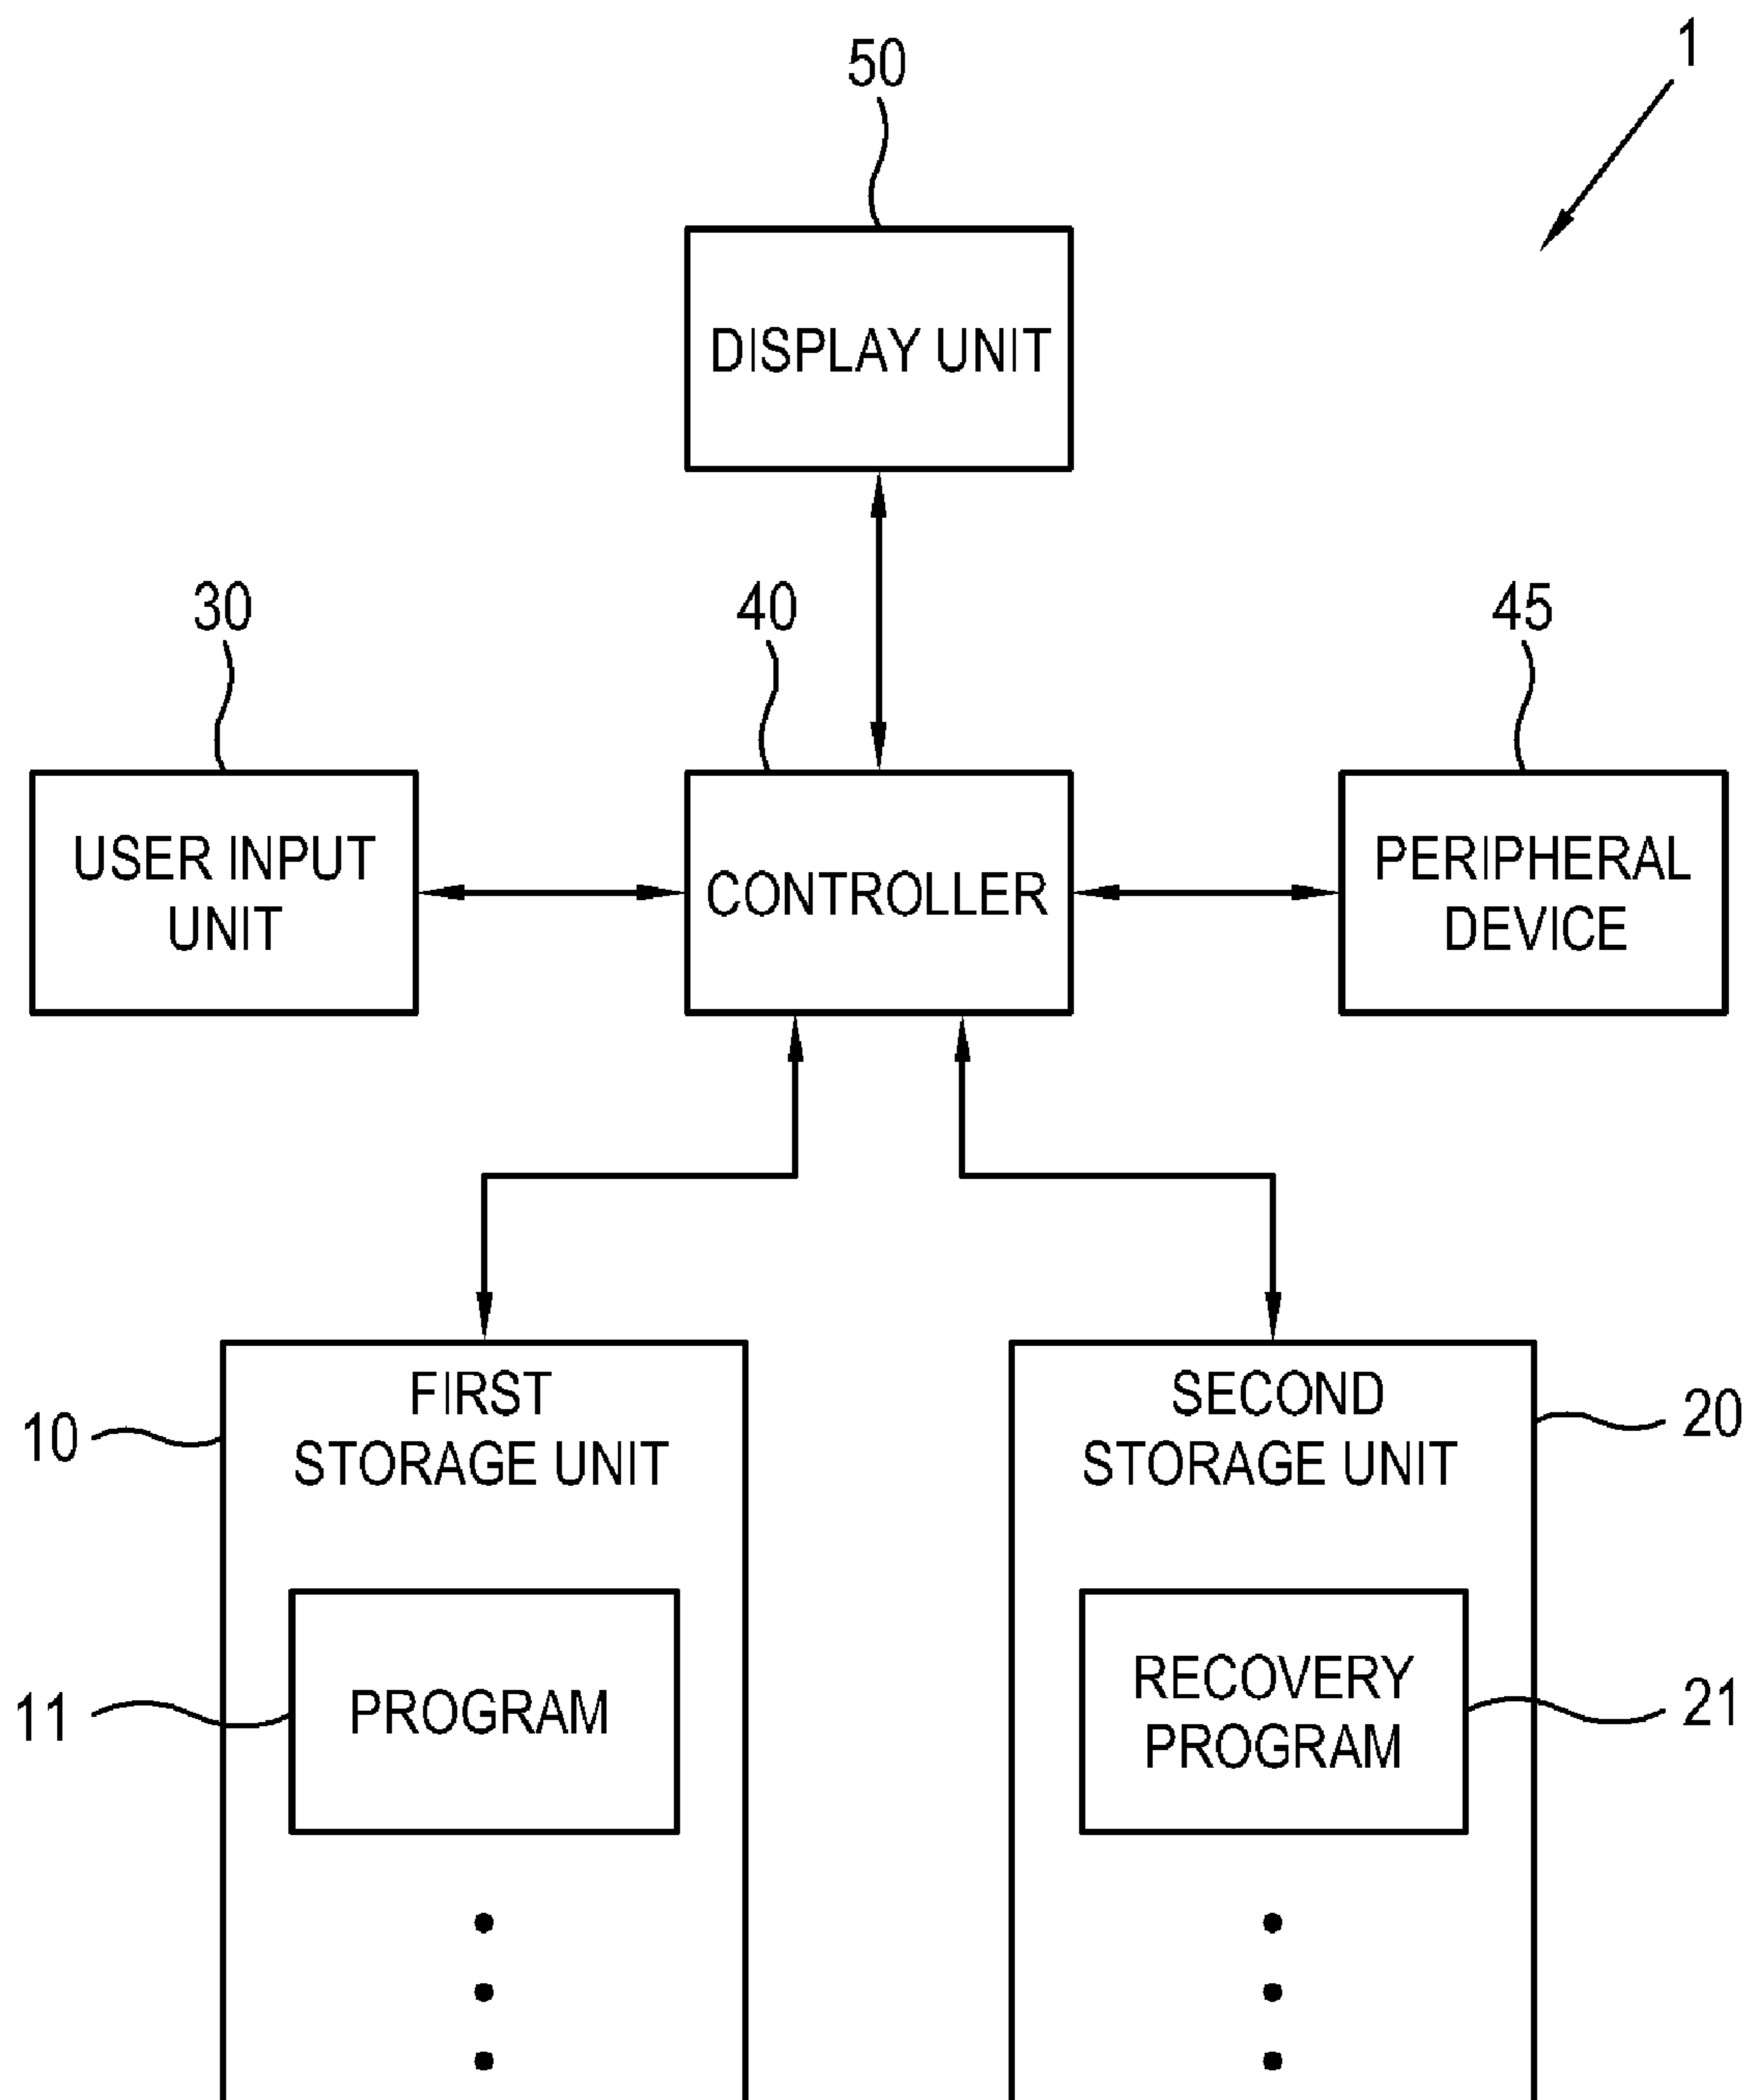 1
50
DISPLAY UNIT
30
40
45
USER INPUT
UNIT
CONTROLLER
PERIPHERAL
DEVICE
10
FIRST
STORAGE UNIT
SECOND
STORAGE UNIT
20
11
PROGRAM
RECOVERY
PROGRAM
21